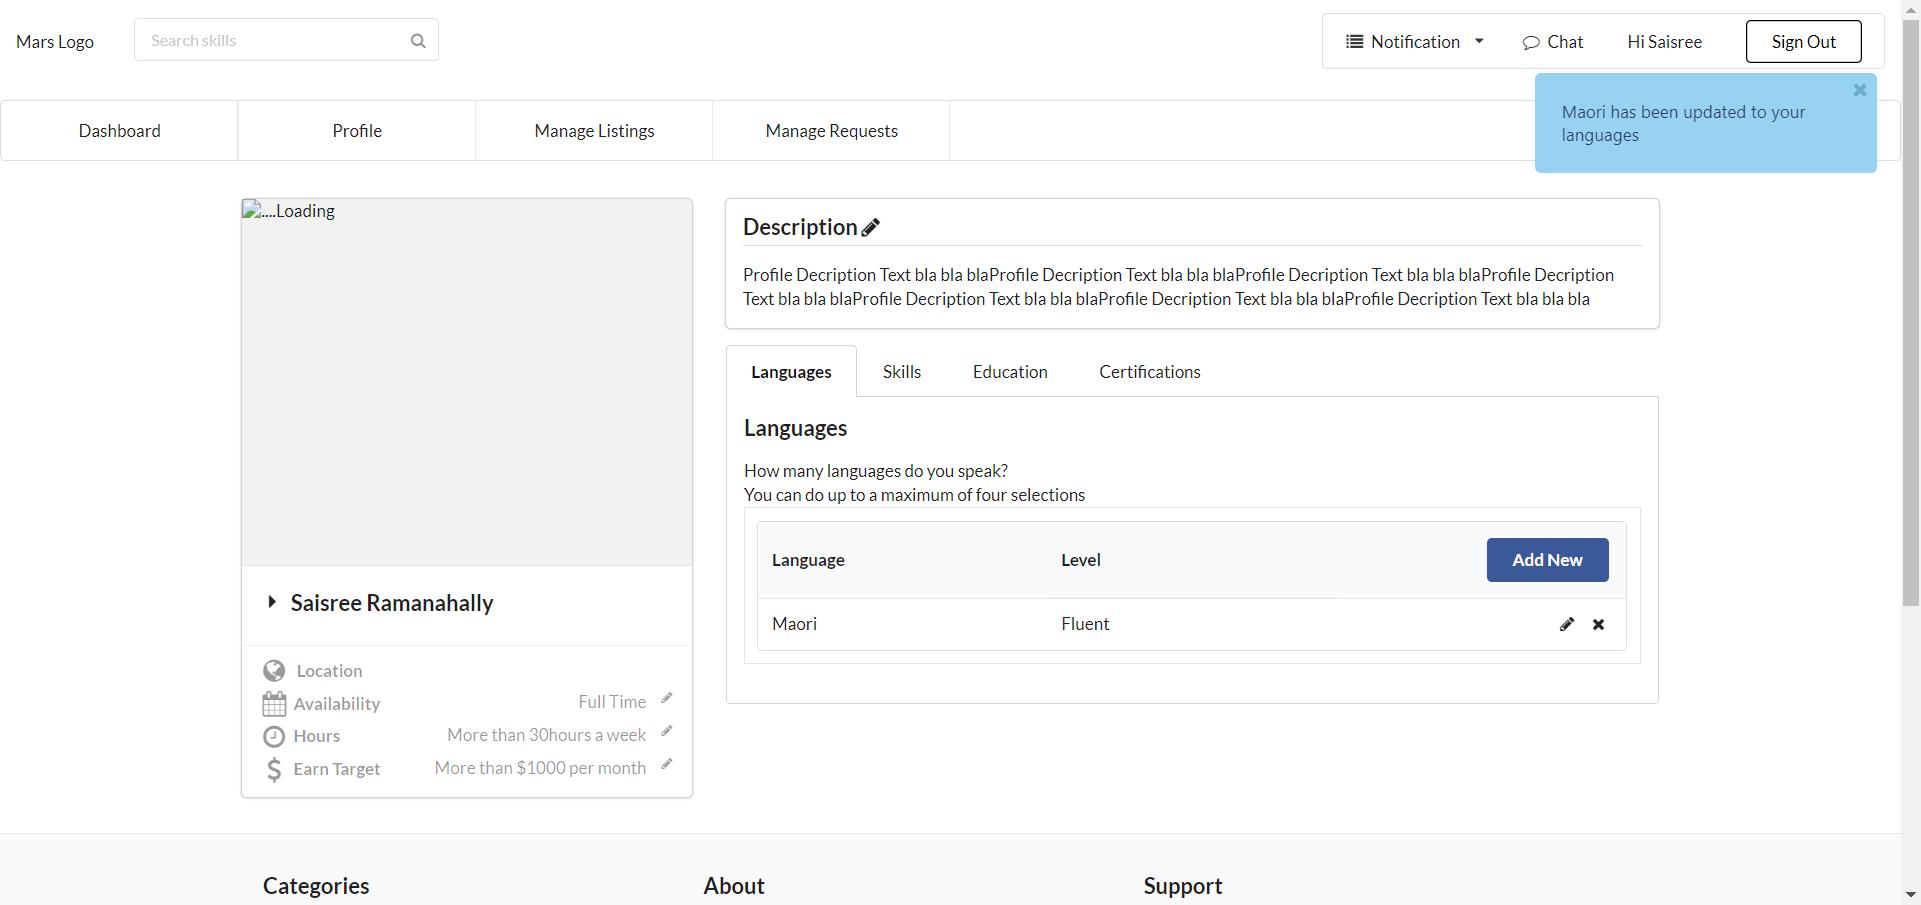 Mars Logo
Search skills
Notification
Chat
Hi Saisree
Sign Out
Maori has been updated to your
languages
Dashboard
Profile
Manage Listings
Manage Requests
....Loading
Saisree Ramanahally
Location
Availability
Full Time
Hours
More than 30hours a week
Earn Target
More than $1000 per month
Description
Profile Decription Text bla bla blaProfile Decription Text bla bla blaProfile Decription Text bla bla blaProfile Decription
Text bla bla blaProfile Decription Text bla bla blaProfile Decription Text bla bla blaProfile Decription Text bla bla bla
Languages
Skills
Education
Certifications
Languages
How many languages do you speak?
You can do up to a maximum of four selections
Language
Level
Add New
Maori
Fluent
Categories
About
Support